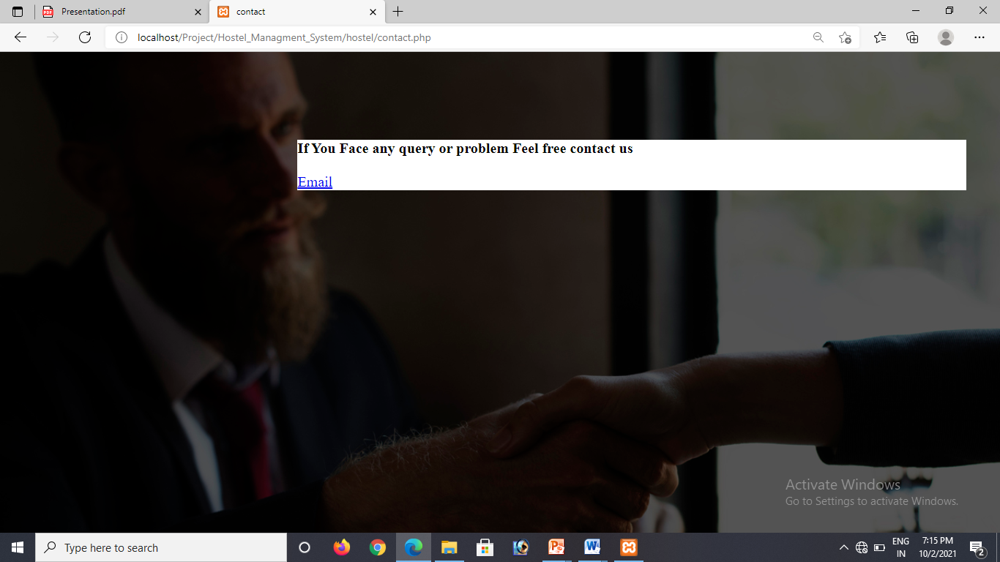 PDF
Presentation.pdf
contact
localhost/Project/Hostel_Managment_System/hostel/contact.php
If You Face any query or problem Feel free contact us
Email
Activate Windows
Go to Settings to activate Windows.
Type here to search
ENG
IN
7:15 PM
10/2/2021
2